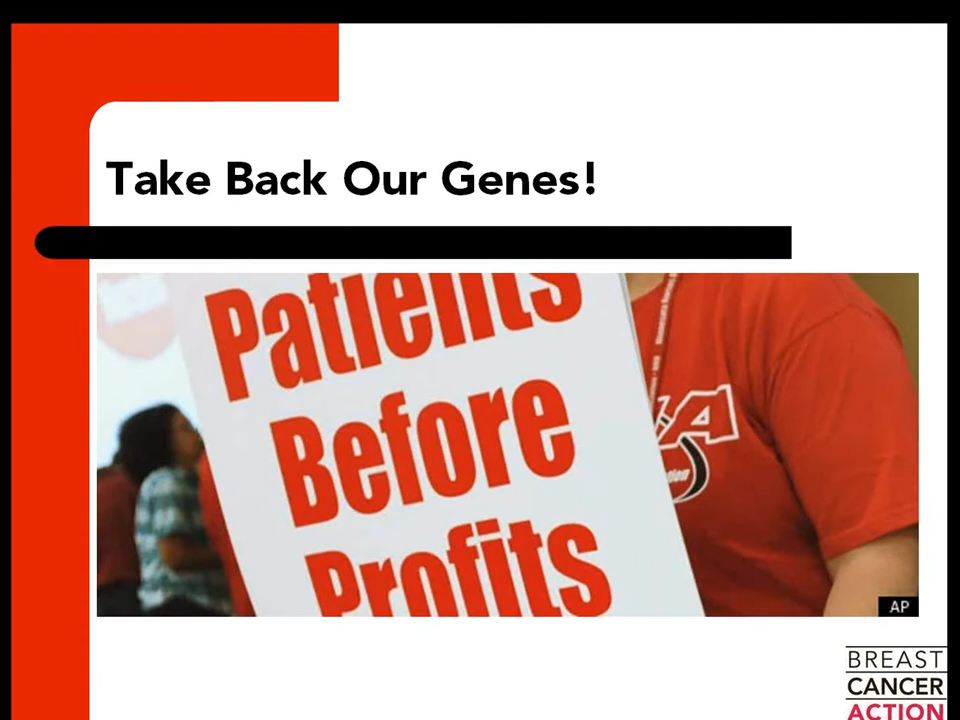 Take Back Our Genes!
Patients
Before
Profits
AP
BREAST
CANCER
ACTION